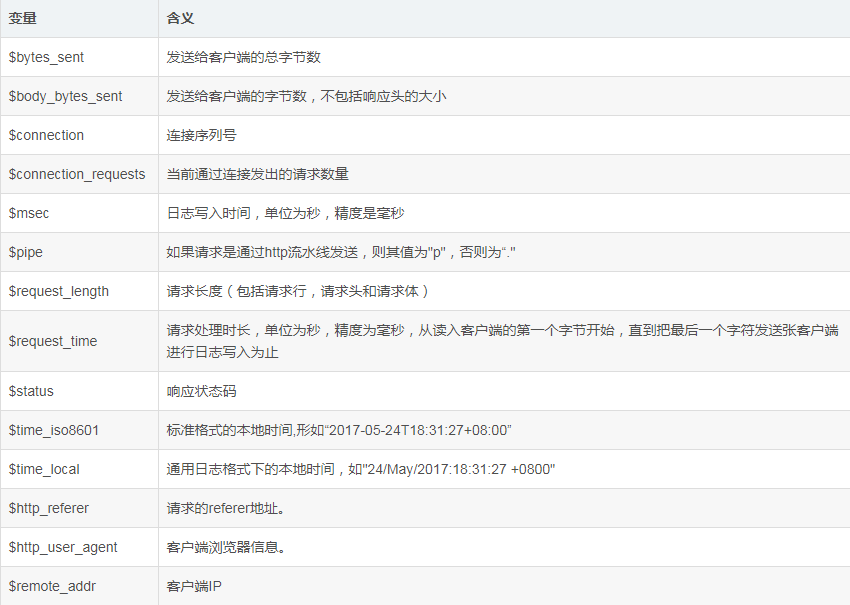 变量 含义
$bytes_sent 发送给客户端的总字节数
$body_bytes_sent 发送给客户端的字节数，不包括响应头的大小
$connection 连接序列号
$connection_requests 当前通过连接发出的请求数量
$msec 日志写入时间，单位为秒，精度是毫秒
$pipe 如果请求是通过http流水线发送，则其值为"p"，否则为“."
$request_length 请求长度（包括请求行，请求头和请求体）
$request_time 请求处理时长，单位为秒，精度为毫秒，从读入客户端的第一个字节开始，直到把最后一个字符发送张客户端
进行日志写入为止
$status 响应状态码
$time_iso8601 标准格式的本地时间,形如“2017-05-24T18:31:27+08:00”
$time_local 通用日志格式下的本地时间，如"24/May/2017:18:31:27 +0800"
$http_referer 请求的referer地址。
$http_user_agent 客户端浏览器信息。
$remote_addr 客户端IP